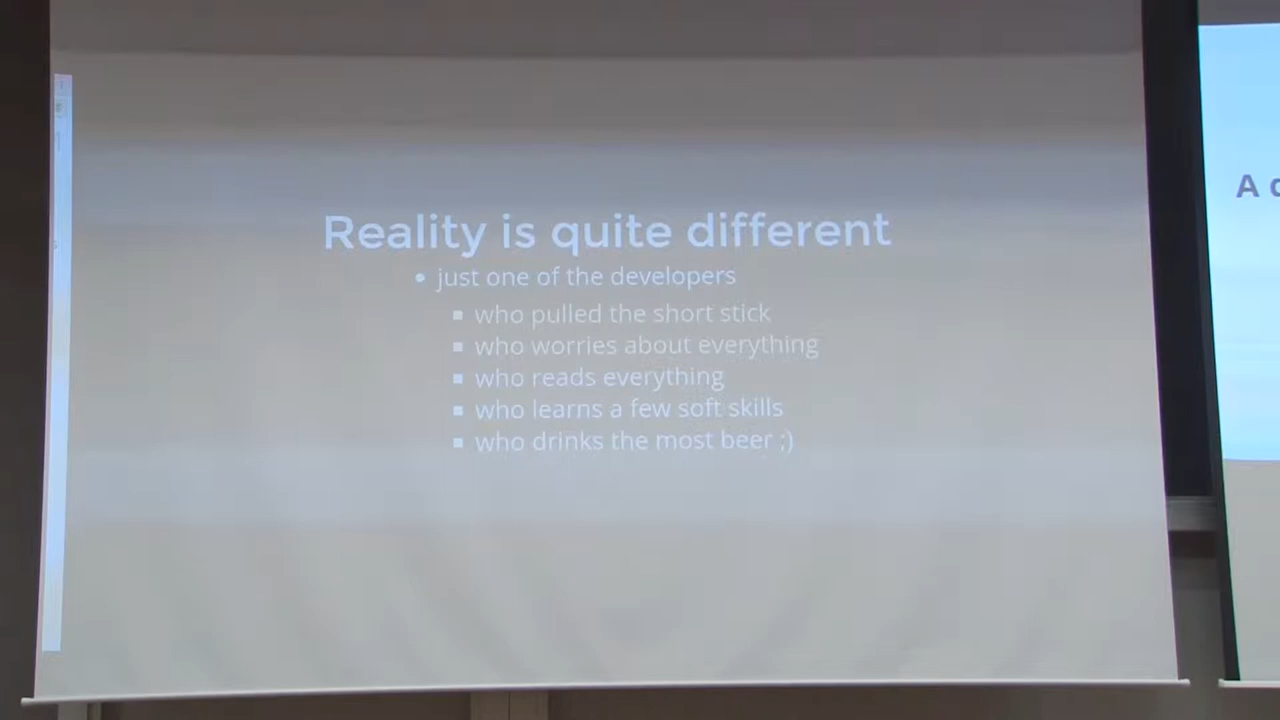 Reality is quite different
just one of the developers
who pulled the short stick
who worries about everything
who reads everything
who learns a few soft skills
who drinks the most beer ;)
A